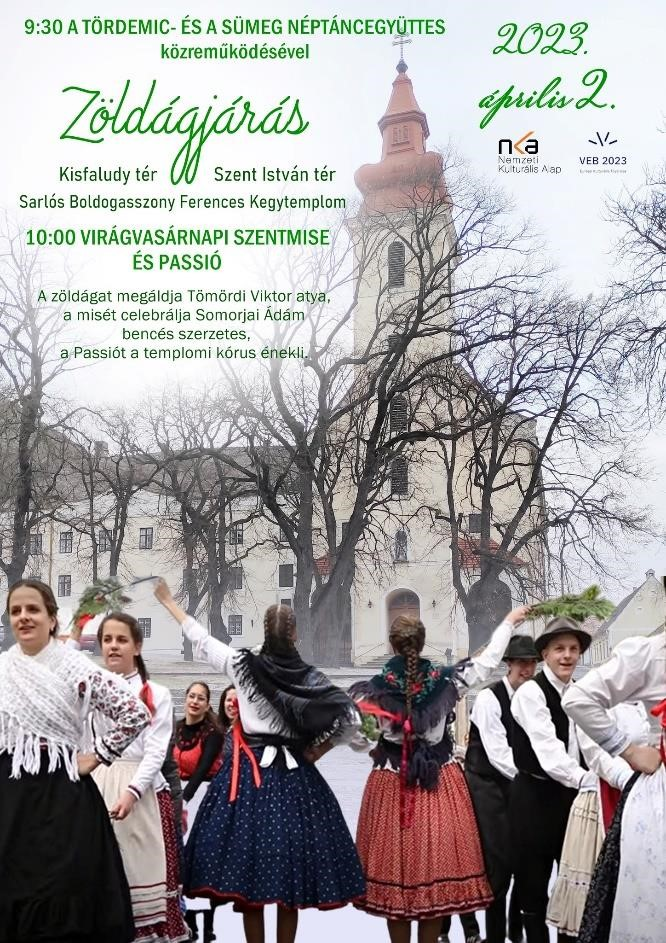 9:30 A TÖRDEMIC- ÉS A SÜMEG NÉPTÁNCEGYÜTTES
közreműködésével
2023.
április 2.
Zöldágjárás
nka
Nemzeti
Kulturális Alap
VEB 2023
Kisfaludy tér Szent István tér
Sarlós Boldogasszony Ferences Kegytemplom
10:00 VIRÁGVASÁRNAPI SZENTMISE
ÉS PASSIÓ
A zöldágat megáldja Tömördi Viktor atya,
a misét celebrálja Somorjai Ádám
bencés szerzetes,
a Passiót a templomi kórus énekli.